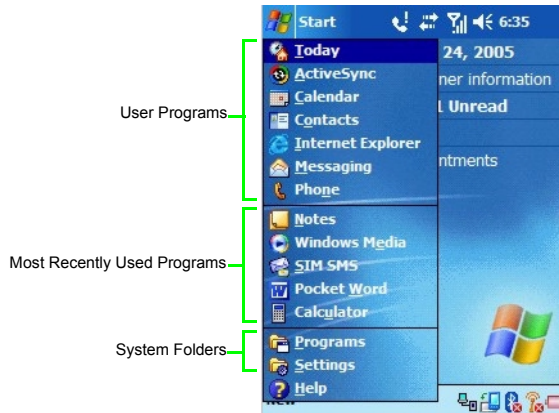 Start 6:35
Today 24, 2005
ActiveSync ner information
Calendar Unread
User Programs
Contacts
Internet Explorer
Messaging ntments
Phone
Notes
Windows Media
Most Recently Used Programs
SIM SMS
Pocket Word
Calculator
System Folders
Programs
Settings
Help
New